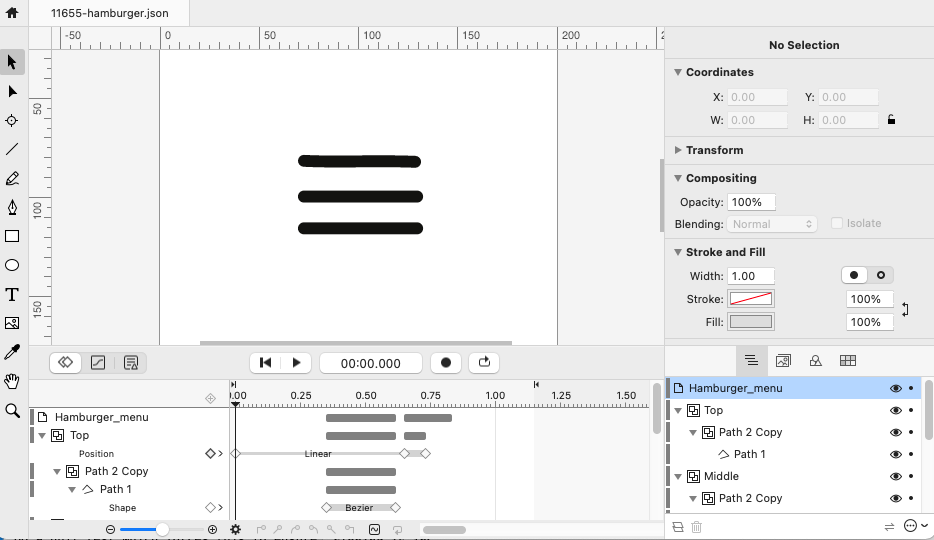 11655-hamburger.json
-50 0 50 100 150 200
50
100
150
No Selection
Coordinates
X: 0.00 Y: 0.00
W: 0.00 H: 0.00
Transform
Compositing
Opacity: 100%
Blending: Normal Isolate
Stroke and Fill
Width: 1.00
Stroke: 100%
Fill: 100%
00:00.000
0.25 0.50 0.75 1.00 1.25 1.50
Hamburger_menu
Top
Position Linear
Path 2 Copy
Path 1
Shape Bezier
Hamburger_menu
Top
Path 2 Copy
Path 1
Middle
Path 2 Copy